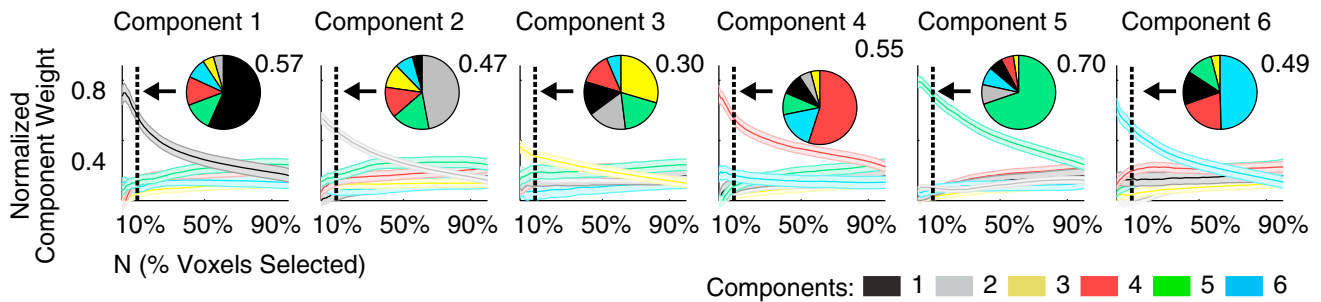 Component 1 Component 2 Component 3 Component 4 Component 5 Component 6
0.57 0.47 0.30 0.55 0.70 0.49
Normalized
Component Weight
0.8
0.4
10% 50% 90% 10% 50% 90% 10% 50% 90% 10% 50% 90% 10% 50% 90% 10% 50% 90%
N (% Voxels Selected)
Components: 1 2 3 4 5 6